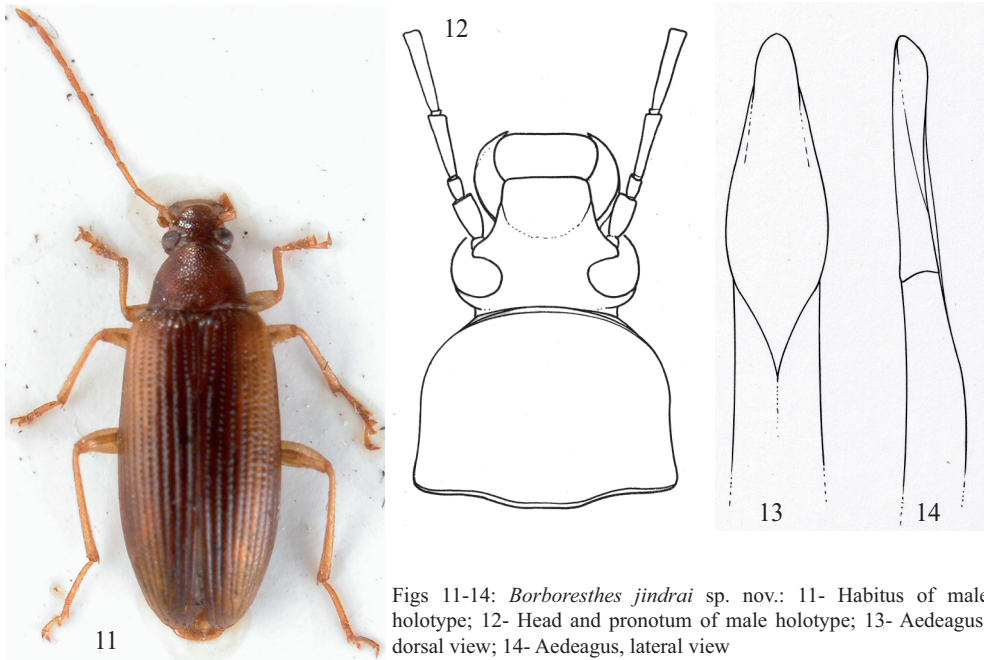 12
11
13
14
Figs 11-14: Borboresthes jindrai sp. nov.: 11- Habitus of male
holotype; 12- Head and pronotum of male holotype; 13- Aedeagus
dorsal view; 14- Aedeagus, lateral view